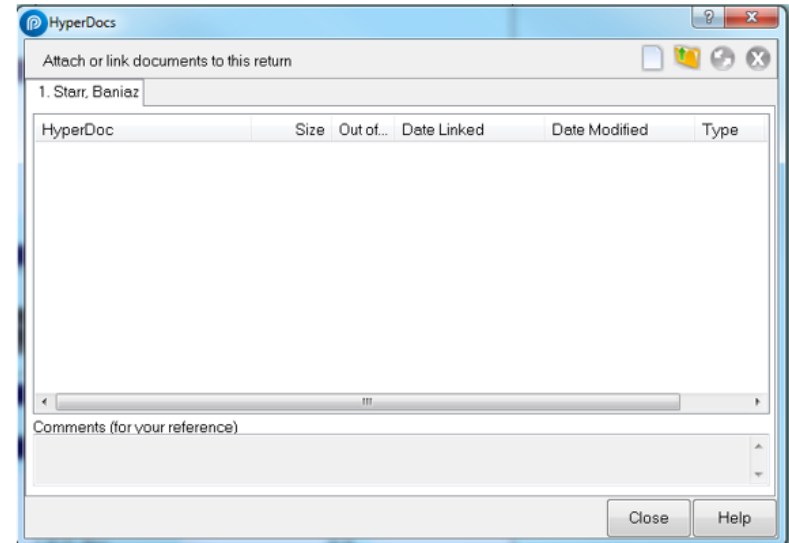 HyperDocs
Attach or link documents to this return
1. Starr, Baniaz
HyperDoc Size Out of... Date Linked Date Modified Type
Comments (for your reference)
Close Help